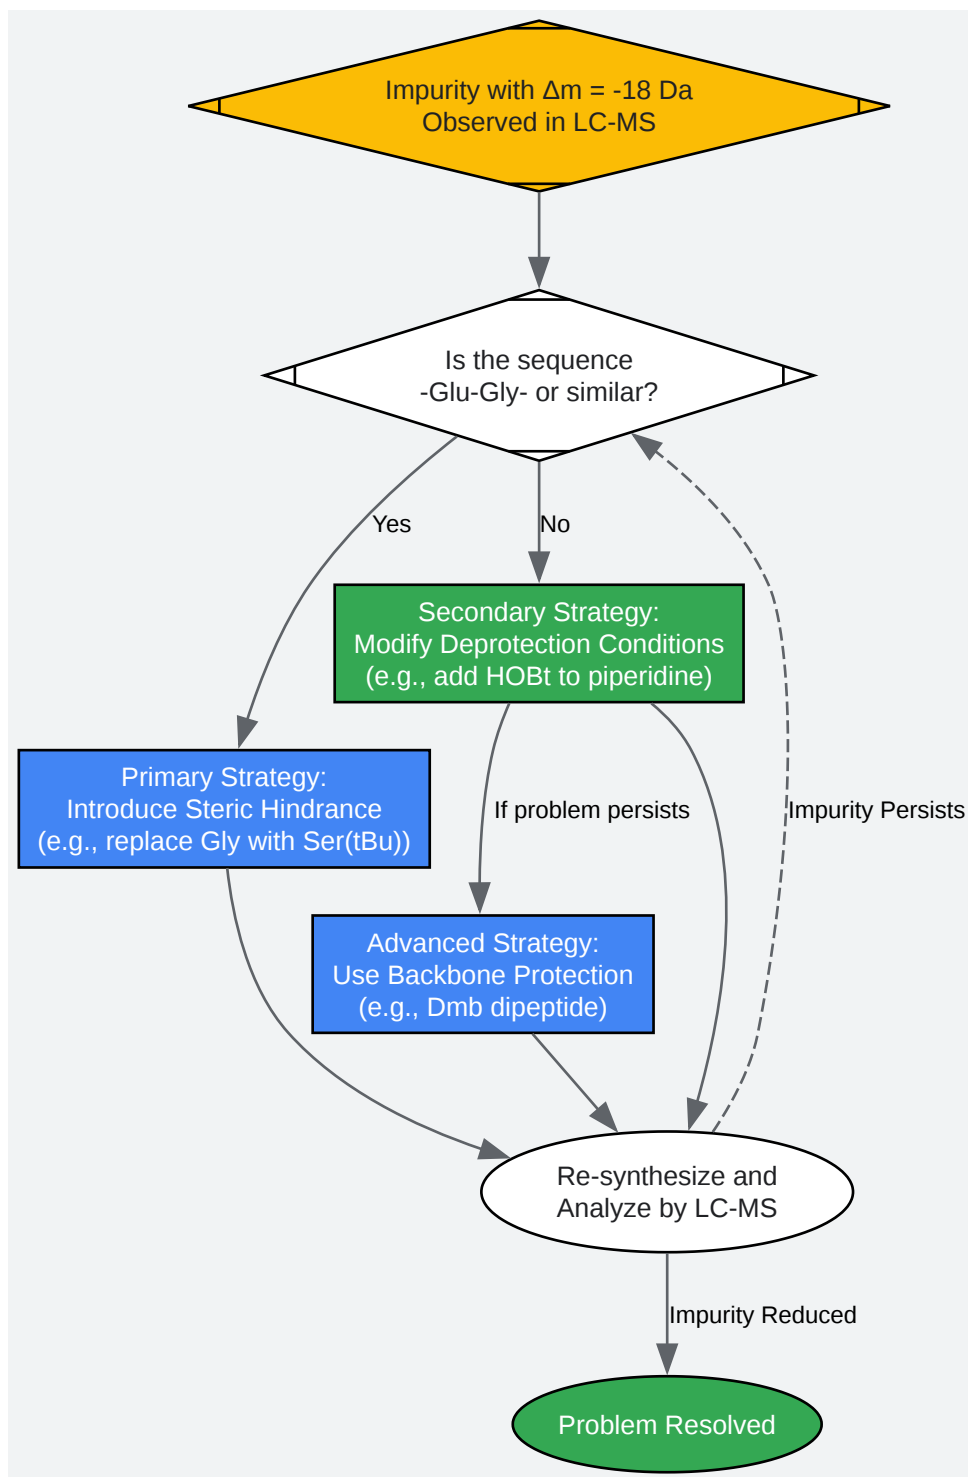 Impurity with Δm = -18 Da
Observed in LC-MS
Is the sequence
-Glu-Gly- or similar?
Yes
No
Secondary Strategy:
Modify Deprotection Conditions
(e.g., add HOBt to piperidine)
Primary Strategy:
Introduce Steric Hindrance
(e.g., replace Gly with Ser(tBu))
If problem persists
Impurity Persists
Advanced Strategy:
Use Backbone Protection
(e.g., Dmb dipeptide)
Re-synthesize and
Analyze by LC-MS
Impurity Reduced
Problem Resolved